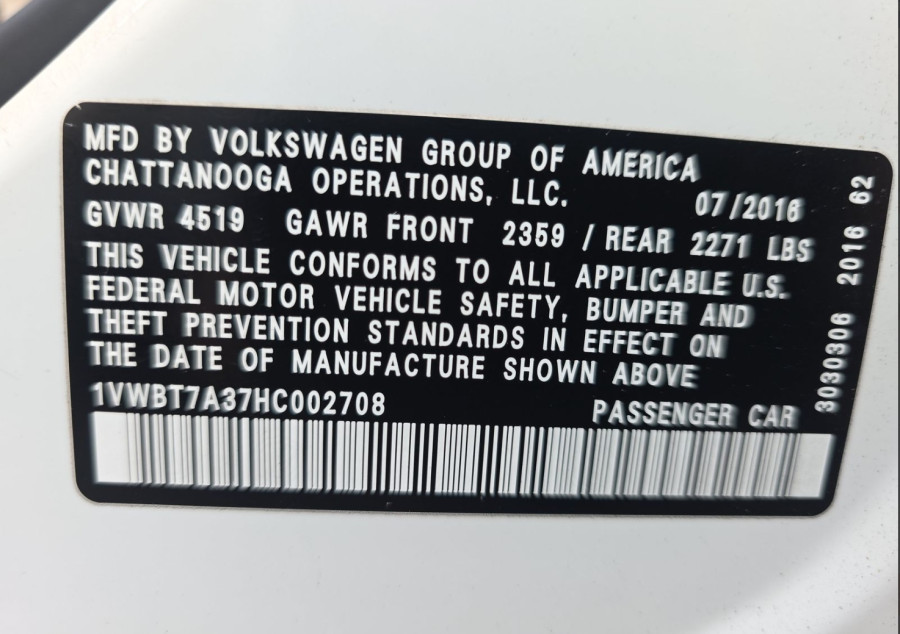 MFD BY VOLKSWAGEN GROUP OF AMERICA
CHATTANOOGA OPERATIONS, LLC.
07/2016
GVWR 4519 GAWR FRONT 2359 / REAR 2271 LBS
THIS VEHICLE CONFORMS TO ALL APPLICABLE U.S.
FEDERAL MOTOR VEHICLE SAFETY, BUMPER AND
THEFT PREVENTION STANDARDS IN EFFECT ON
THE DATE OF MANUFACTURE SHOWN ABOVE
1VWBT7A37HC002708 PASSENGER CAR
3030306 2016 62